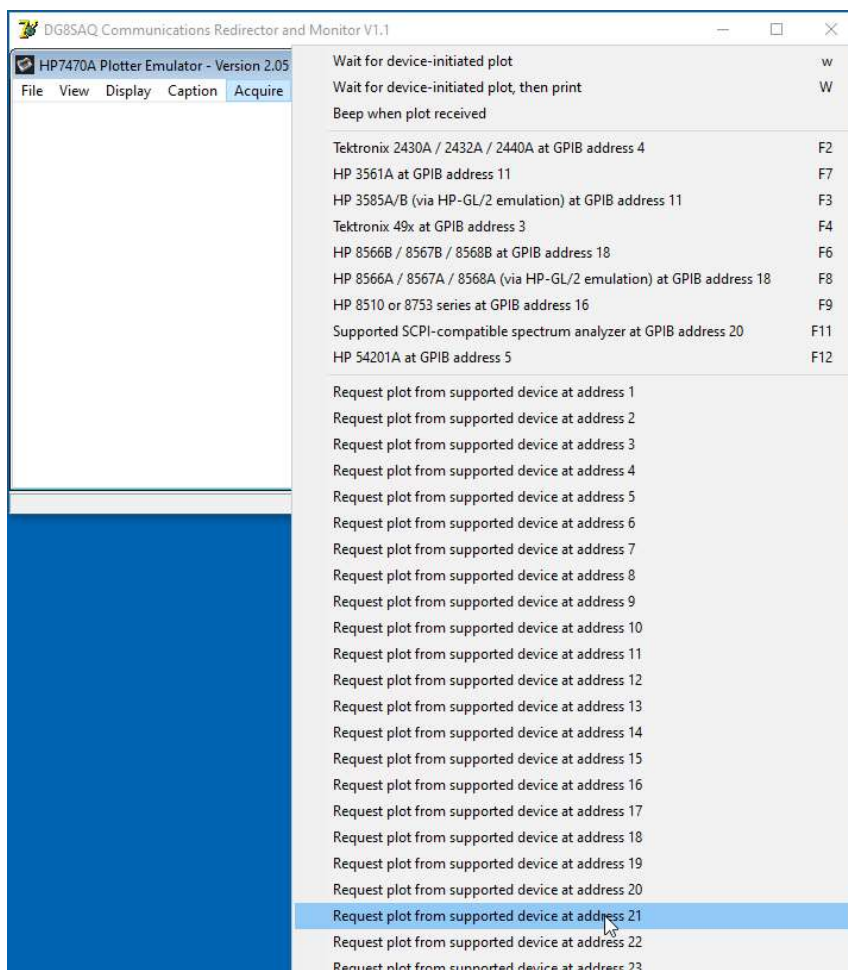 DG8SAQ Communications Redirector and Monitor V1.1
HP7470A Plotter Emulator - Version 2.05
File View Display Caption Acquire
Wait for device-initiated plot w
Wait for device-initiated plot, then print W
Beep when plot received
Tektronix 2430A / 2432A / 2440A at GPIB address 4 F2
HP 3561A at GPIB address 11 F7
HP 3585A/B (via HP-GL/2 emulation) at GPIB address 11 F3
Tektronix 49x at GPIB address 3 F4
HP 8566B / 8567B / 8568B at GPIB address 18 F6
HP 8566A / 8567A / 8568A (via HP-GL/2 emulation) at GPIB address 18 F8
HP 8510 or 8753 series at GPIB address 16 F9
Supported SCPI-compatible spectrum analyzer at GPIB address 20 F11
HP 54201A at GPIB address 5 F12
Request plot from supported device at address 1
Request plot from supported device at address 2
Request plot from supported device at address 3
Request plot from supported device at address 4
Request plot from supported device at address 5
Request plot from supported device at address 6
Request plot from supported device at address 7
Request plot from supported device at address 8
Request plot from supported device at address 9
Request plot from supported device at address 10
Request plot from supported device at address 11
Request plot from supported device at address 12
Request plot from supported device at address 13
Request plot from supported device at address 14
Request plot from supported device at address 15
Request plot from supported device at address 16
Request plot from supported device at address 17
Request plot from supported device at address 18
Request plot from supported device at address 19
Request plot from supported device at address 20
Request plot from supported device at address 21
Request plot from supported device at address 22
Request plot from supported device at address 23